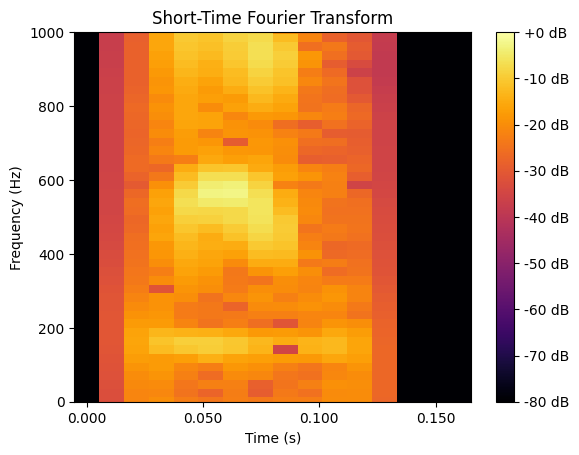 Short-Time Fourier Transform
Frequency (Hz)
1000
800
600
400
200
0
0.000
0.050
0.100
0.150
Time (s)
+0 dB
-10 dB
-20 dB
-30 dB
-40 dB
-50 dB
-60 dB
-70 dB
-80 dB